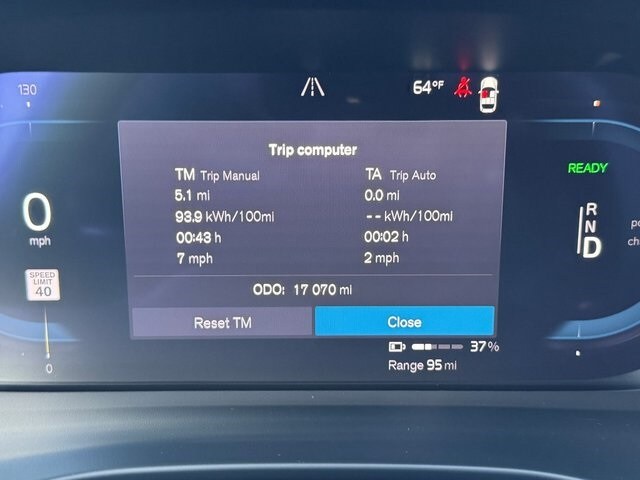 130
64°F
Trip computer
TM Trip Manual
TA Trip Auto
5.1 mi
0.0 mi
93.9 kWh/100mi
-- kWh/100mi
00:43 h
00:02 h
7 mph
2 mph
ODO: 17 070 mi
Reset TM
Close
0
mph
SPEED
LIMIT
40
0
READY
R
N
D
po
ch
37%
Range 95 mi